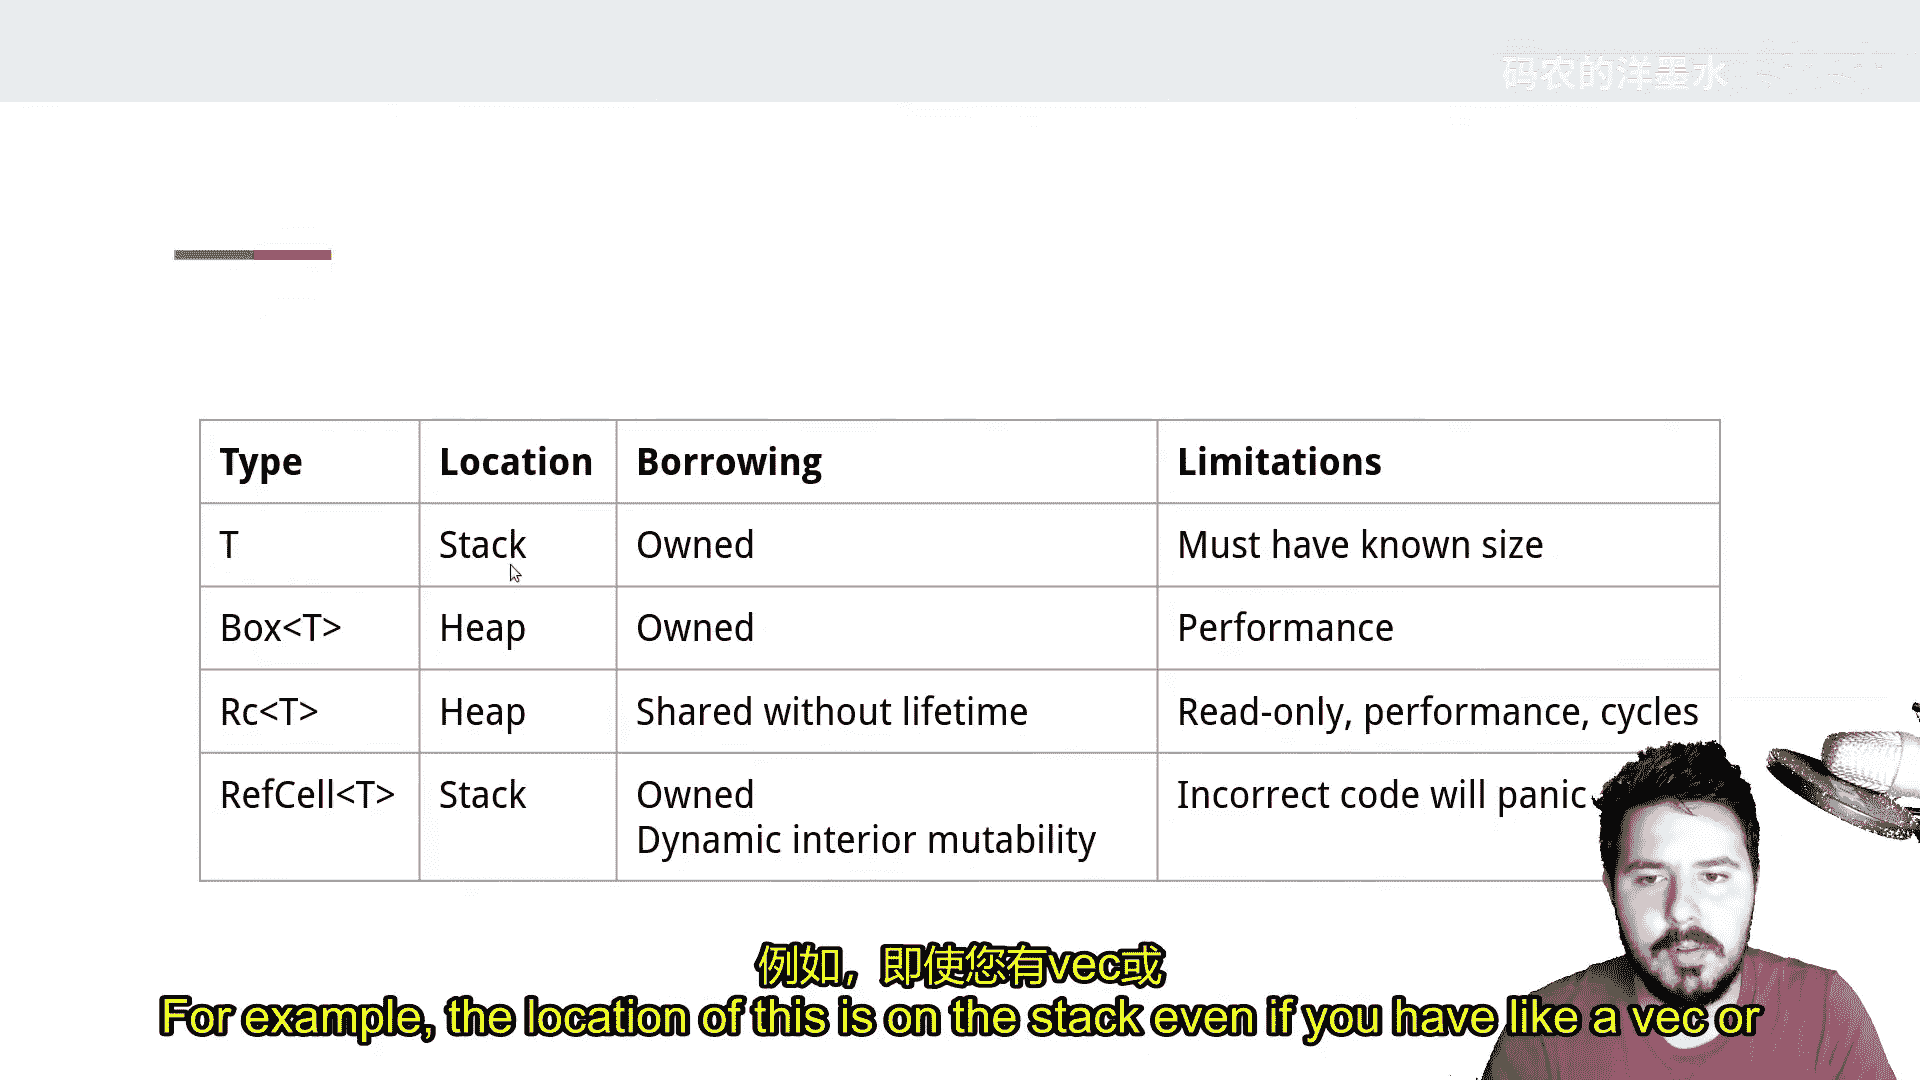 码农的洋墨水
Type Location Borrowing Limitations
T Stack Owned Must have known size
Box<T> Heap Owned Performance
Rc<T> Heap Shared without lifetime Read-only, performance, cycles
RefCell<T> Stack Owned Incorrect code will panic
Dynamic interior mutability
例如，即使您有vec或
For example, the location of this is on the stack even if you have like a vec or